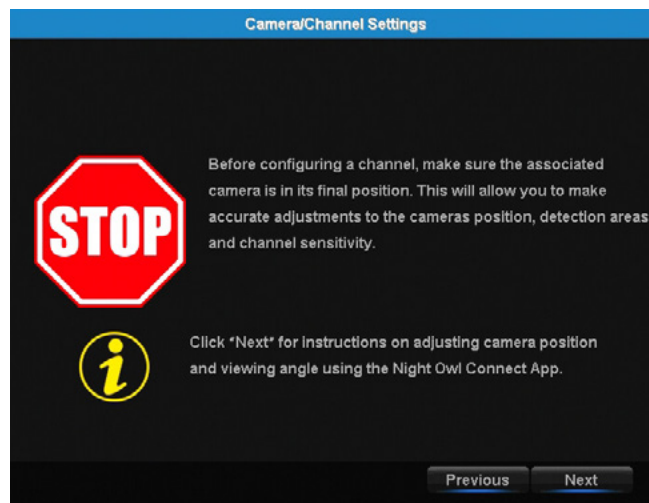 Camera/Channel Settings
Before configuring a channel, make sure the associated
camera is in its final position. This will allow you to make
accurate adjustments to the cameras position, detection areas
and channel sensitivity.
STOP
Click "Next" for instructions on adjusting camera position
and viewing angle using the Night Owl Connect App.
i
Previous Next